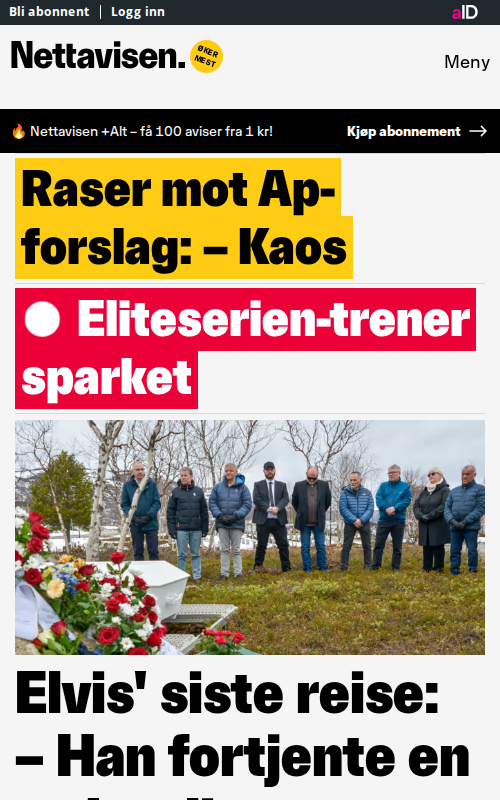 Bli abonnent Logg inn aID
Nettavisen. ØKER MEST
Meny
Nettavisen +Alt – få 100 aviser fra 1 kr! Kjøp abonnement
Raser mot Ap-
forslag: – Kaos
Eliteserien-trener
sparket
Elvis' siste reise:
– Han fortjente en